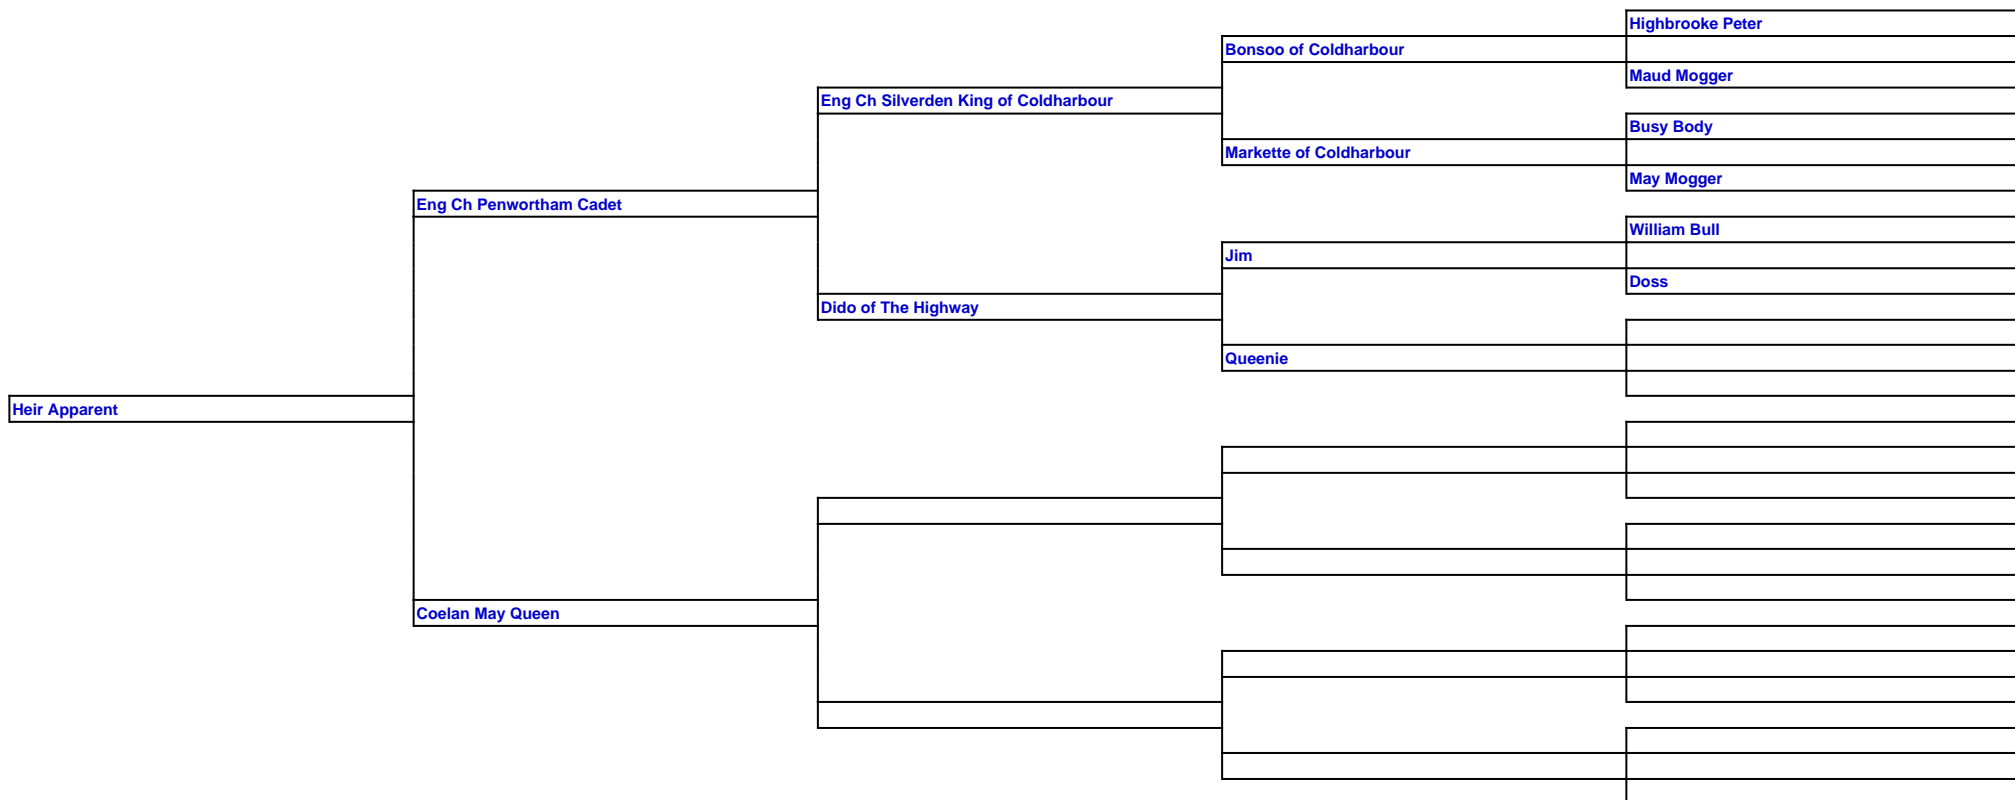 Highbrooke Peter
Bonsoo of Coldharbour
Maud Mogger
Eng Ch Silverden King of Coldharbour
Busy Body
Markette of Coldharbour
May Mogger
Eng Ch Penwortham Cadet
William Bull
Jim
Doss
Dido of The Highway
Queenie
Heir Apparent
Coelan May Queen